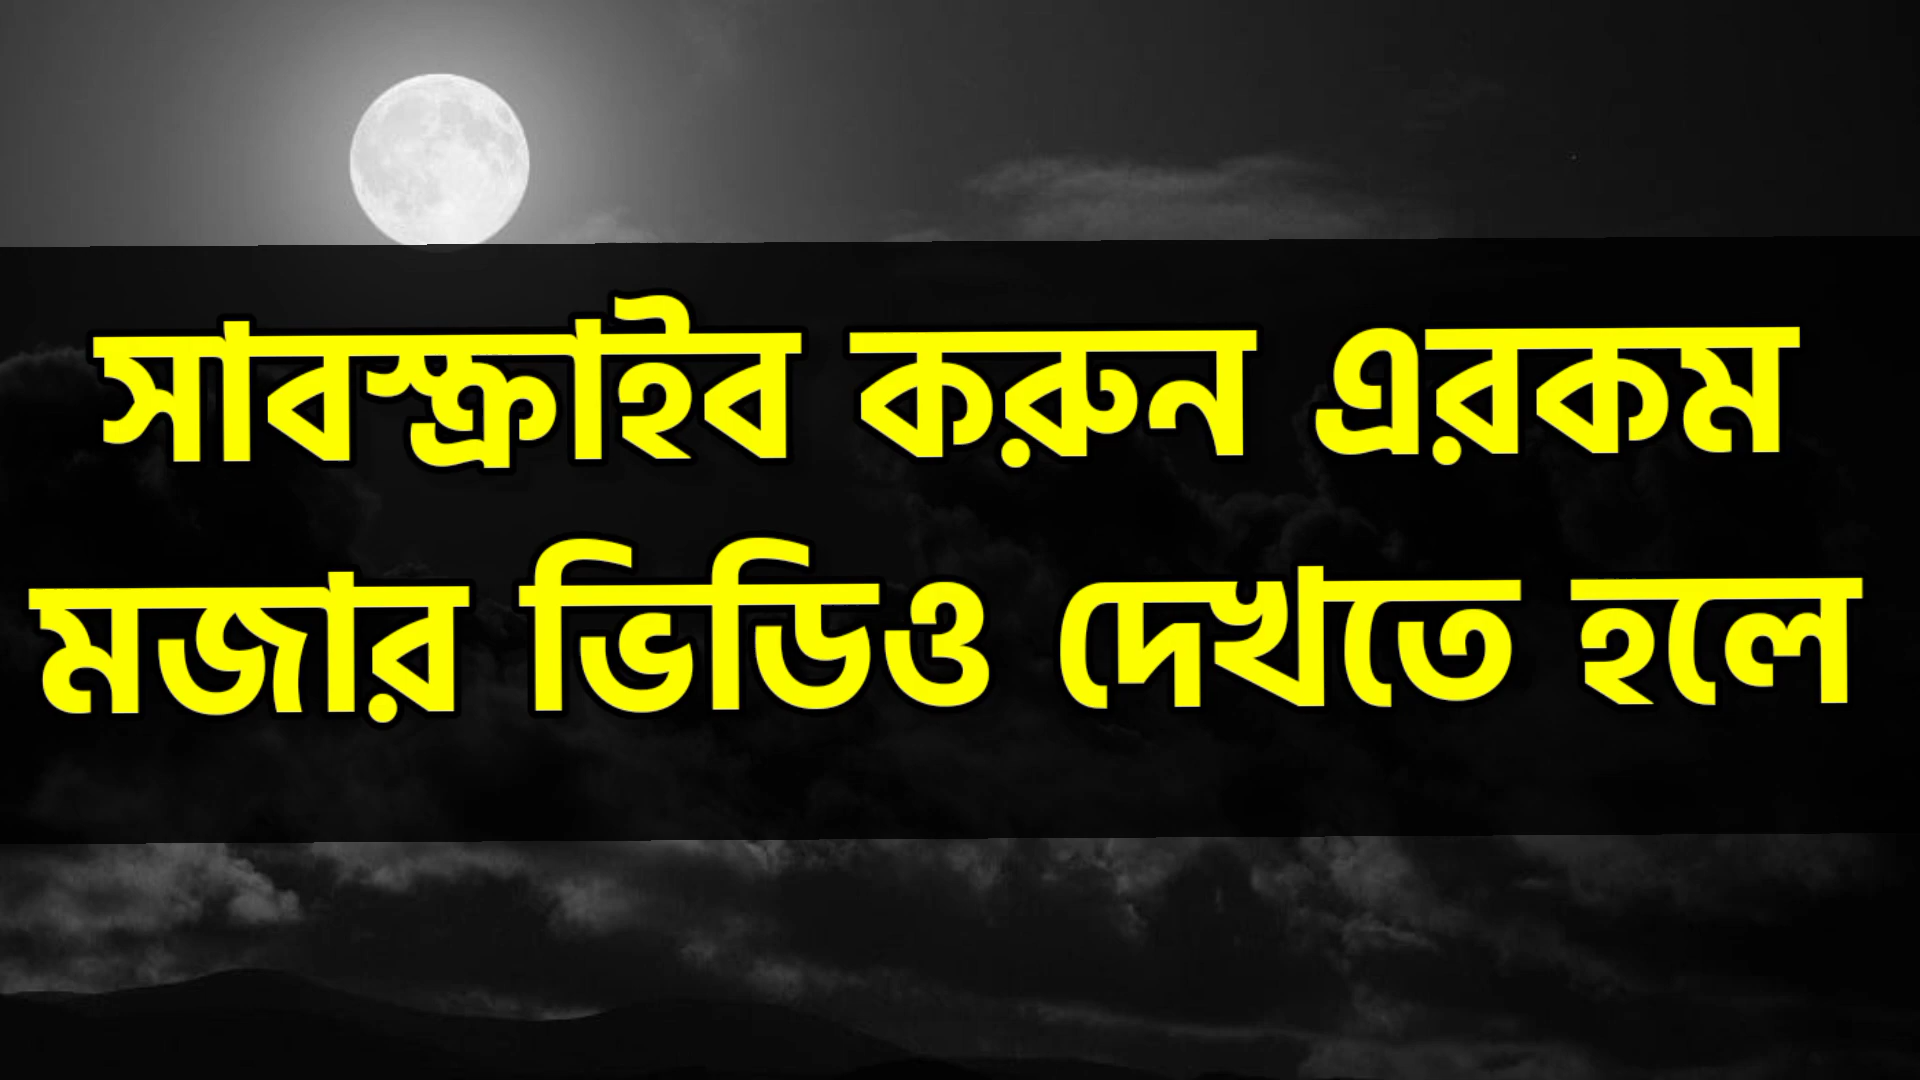 সাবস্ক্রাইব করুন এরকম
মজার ভিডিও দেখতে হলে